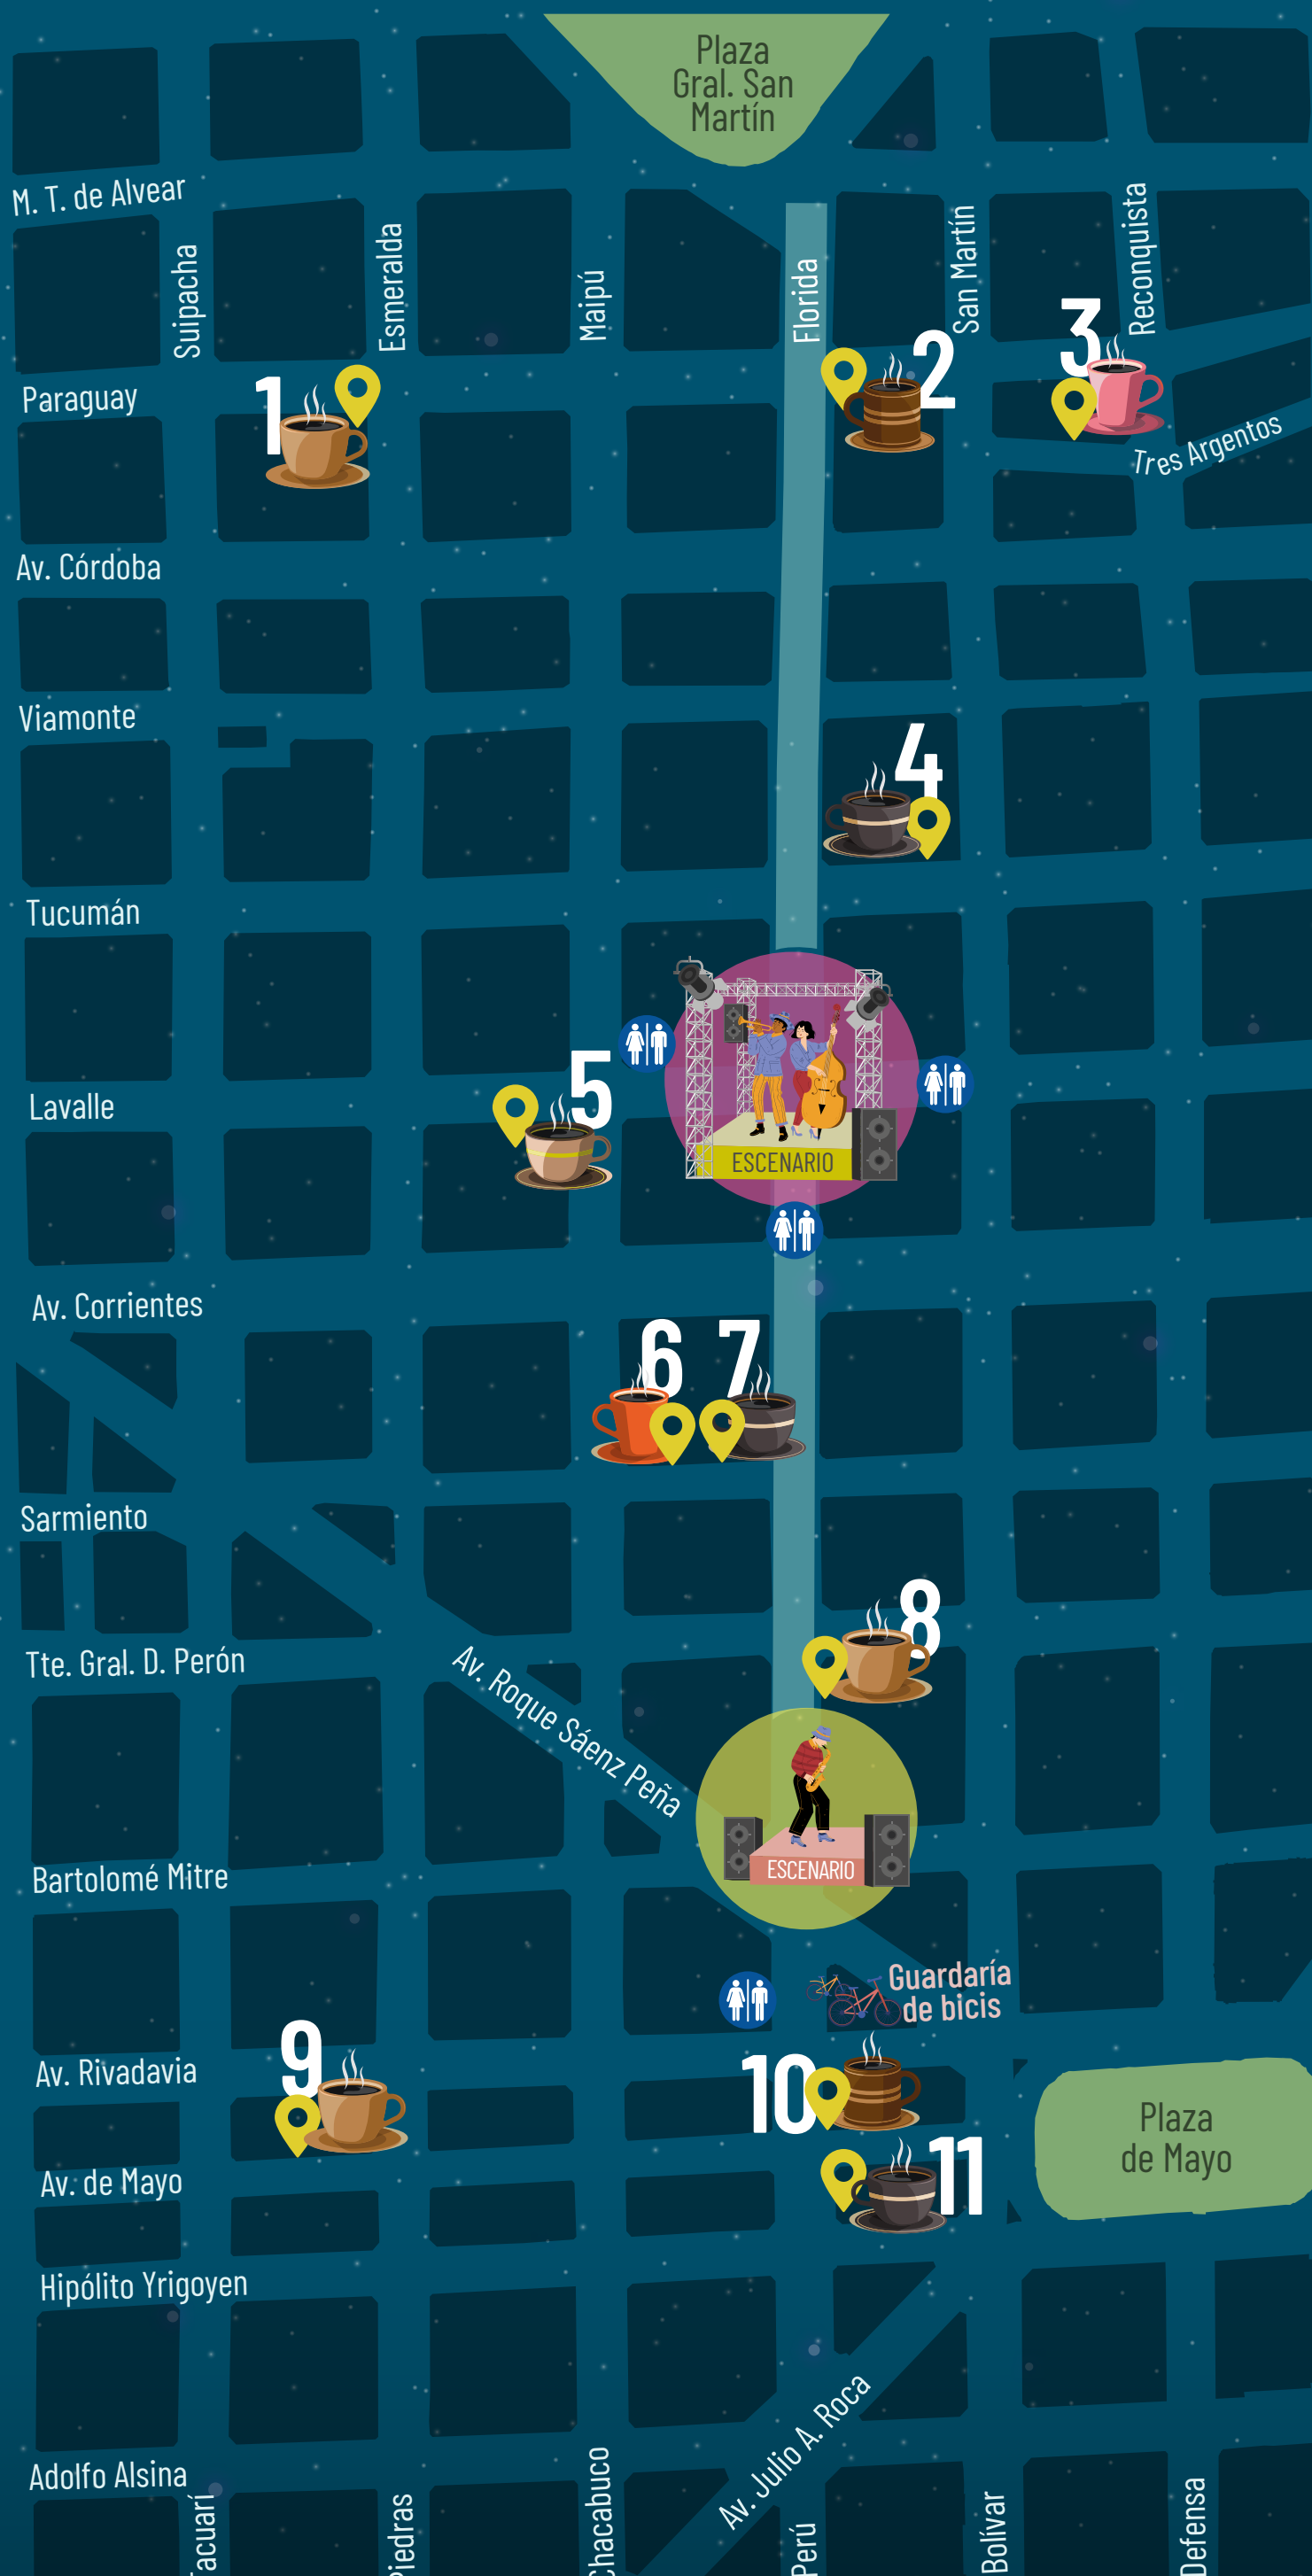 Plaza
Gral. San
Martín
M. T. de Alvear
Suipacha
Esmeralda
Maipú
Florida
San Martín
Reconquista
1
2
3
Paraguay
Tres Argentos
Av. Córdoba
Viamonte
4
Tucumán
5
Lavalle
ESCENARIO
Av. Corrientes
6
7
Sarmiento
8
Tte. Gral. D. Perón
Av. Roque Sáenz Peña
ESCENARIO
Bartolomé Mitre
Guardaría
de bicis
9
Av. Rivadavia
10
Plaza
de Mayo
Av. de Mayo
11
Hipólito Yrigoyen
Av. Julio A. Roca
Adolfo Alsina
Tacuarí
Piedras
Chacabuco
Perú
Bolívar
Defensa